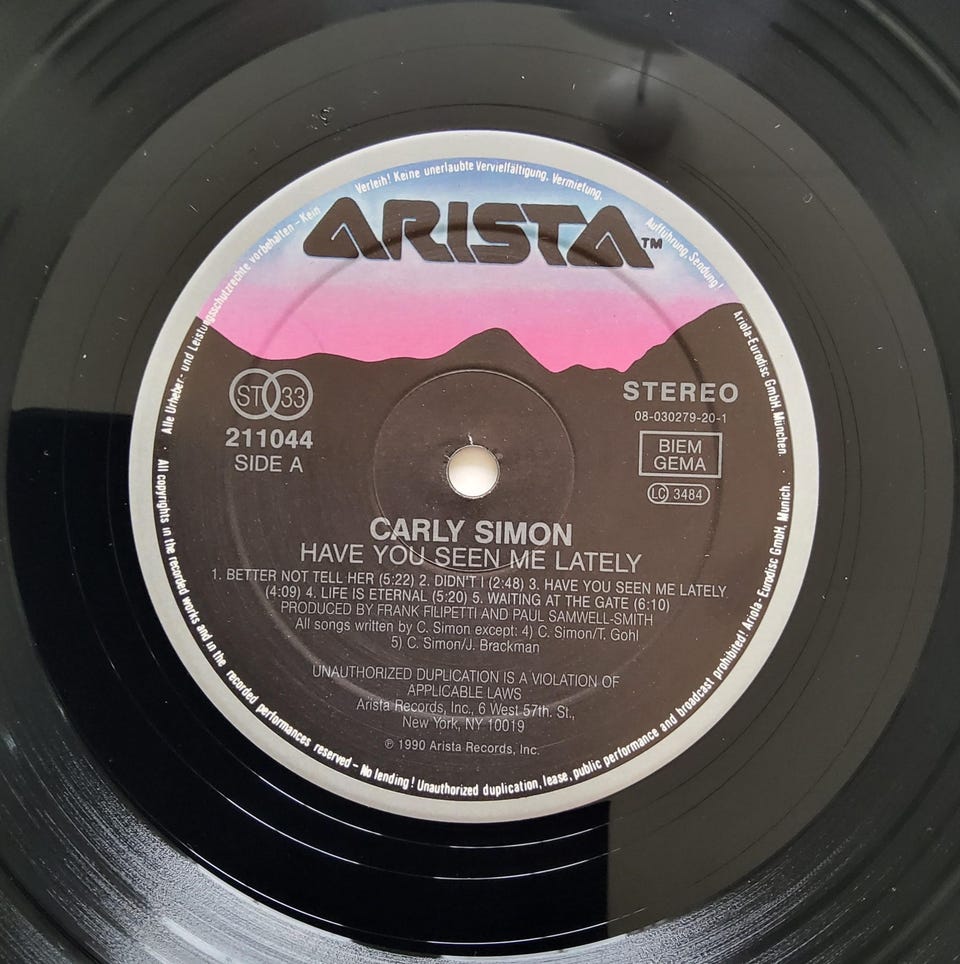 Alle Urheber- und Leistungsschutzrechte vorbehalten – Kein Verleih! Keine unerlaubte Vervielfältigung, Vermietung, Aufführung, Sendung!
ARISTA™
ST 33
211044
SIDE A
STEREO
08-030279-20-1
BIEM
GEMA
LC 3484
CARLY SIMON
HAVE YOU SEEN ME LATELY
1. BETTER NOT TELL HER (5:22) 2. DIDN'T I (2:48) 3. HAVE YOU SEEN ME LATELY
(4:09) 4. LIFE IS ETERNAL (5:20) 5. WAITING AT THE GATE (6:10)
PRODUCED BY FRANK FILIPETTI AND PAUL SAMWELL-SMITH
All songs written by C. Simon except: 4) C. Simon/T. Gohl
5) C. Simon/J. Brackman
UNAUTHORIZED DUPLICATION IS A VIOLATION OF
APPLICABLE LAWS
Arista Records, Inc., 6 West 57th. St.,
New York, NY 10019
℗ 1990 Arista Records, Inc.
Ariola-Eurodisc GmbH, München.
· All copyrights in the recorded works and in the recorded performances reserved – No lending! Unauthorized duplication, lease, public performance and broadcast prohibited! Ariola-Eurodisc GmbH, Munich. ·